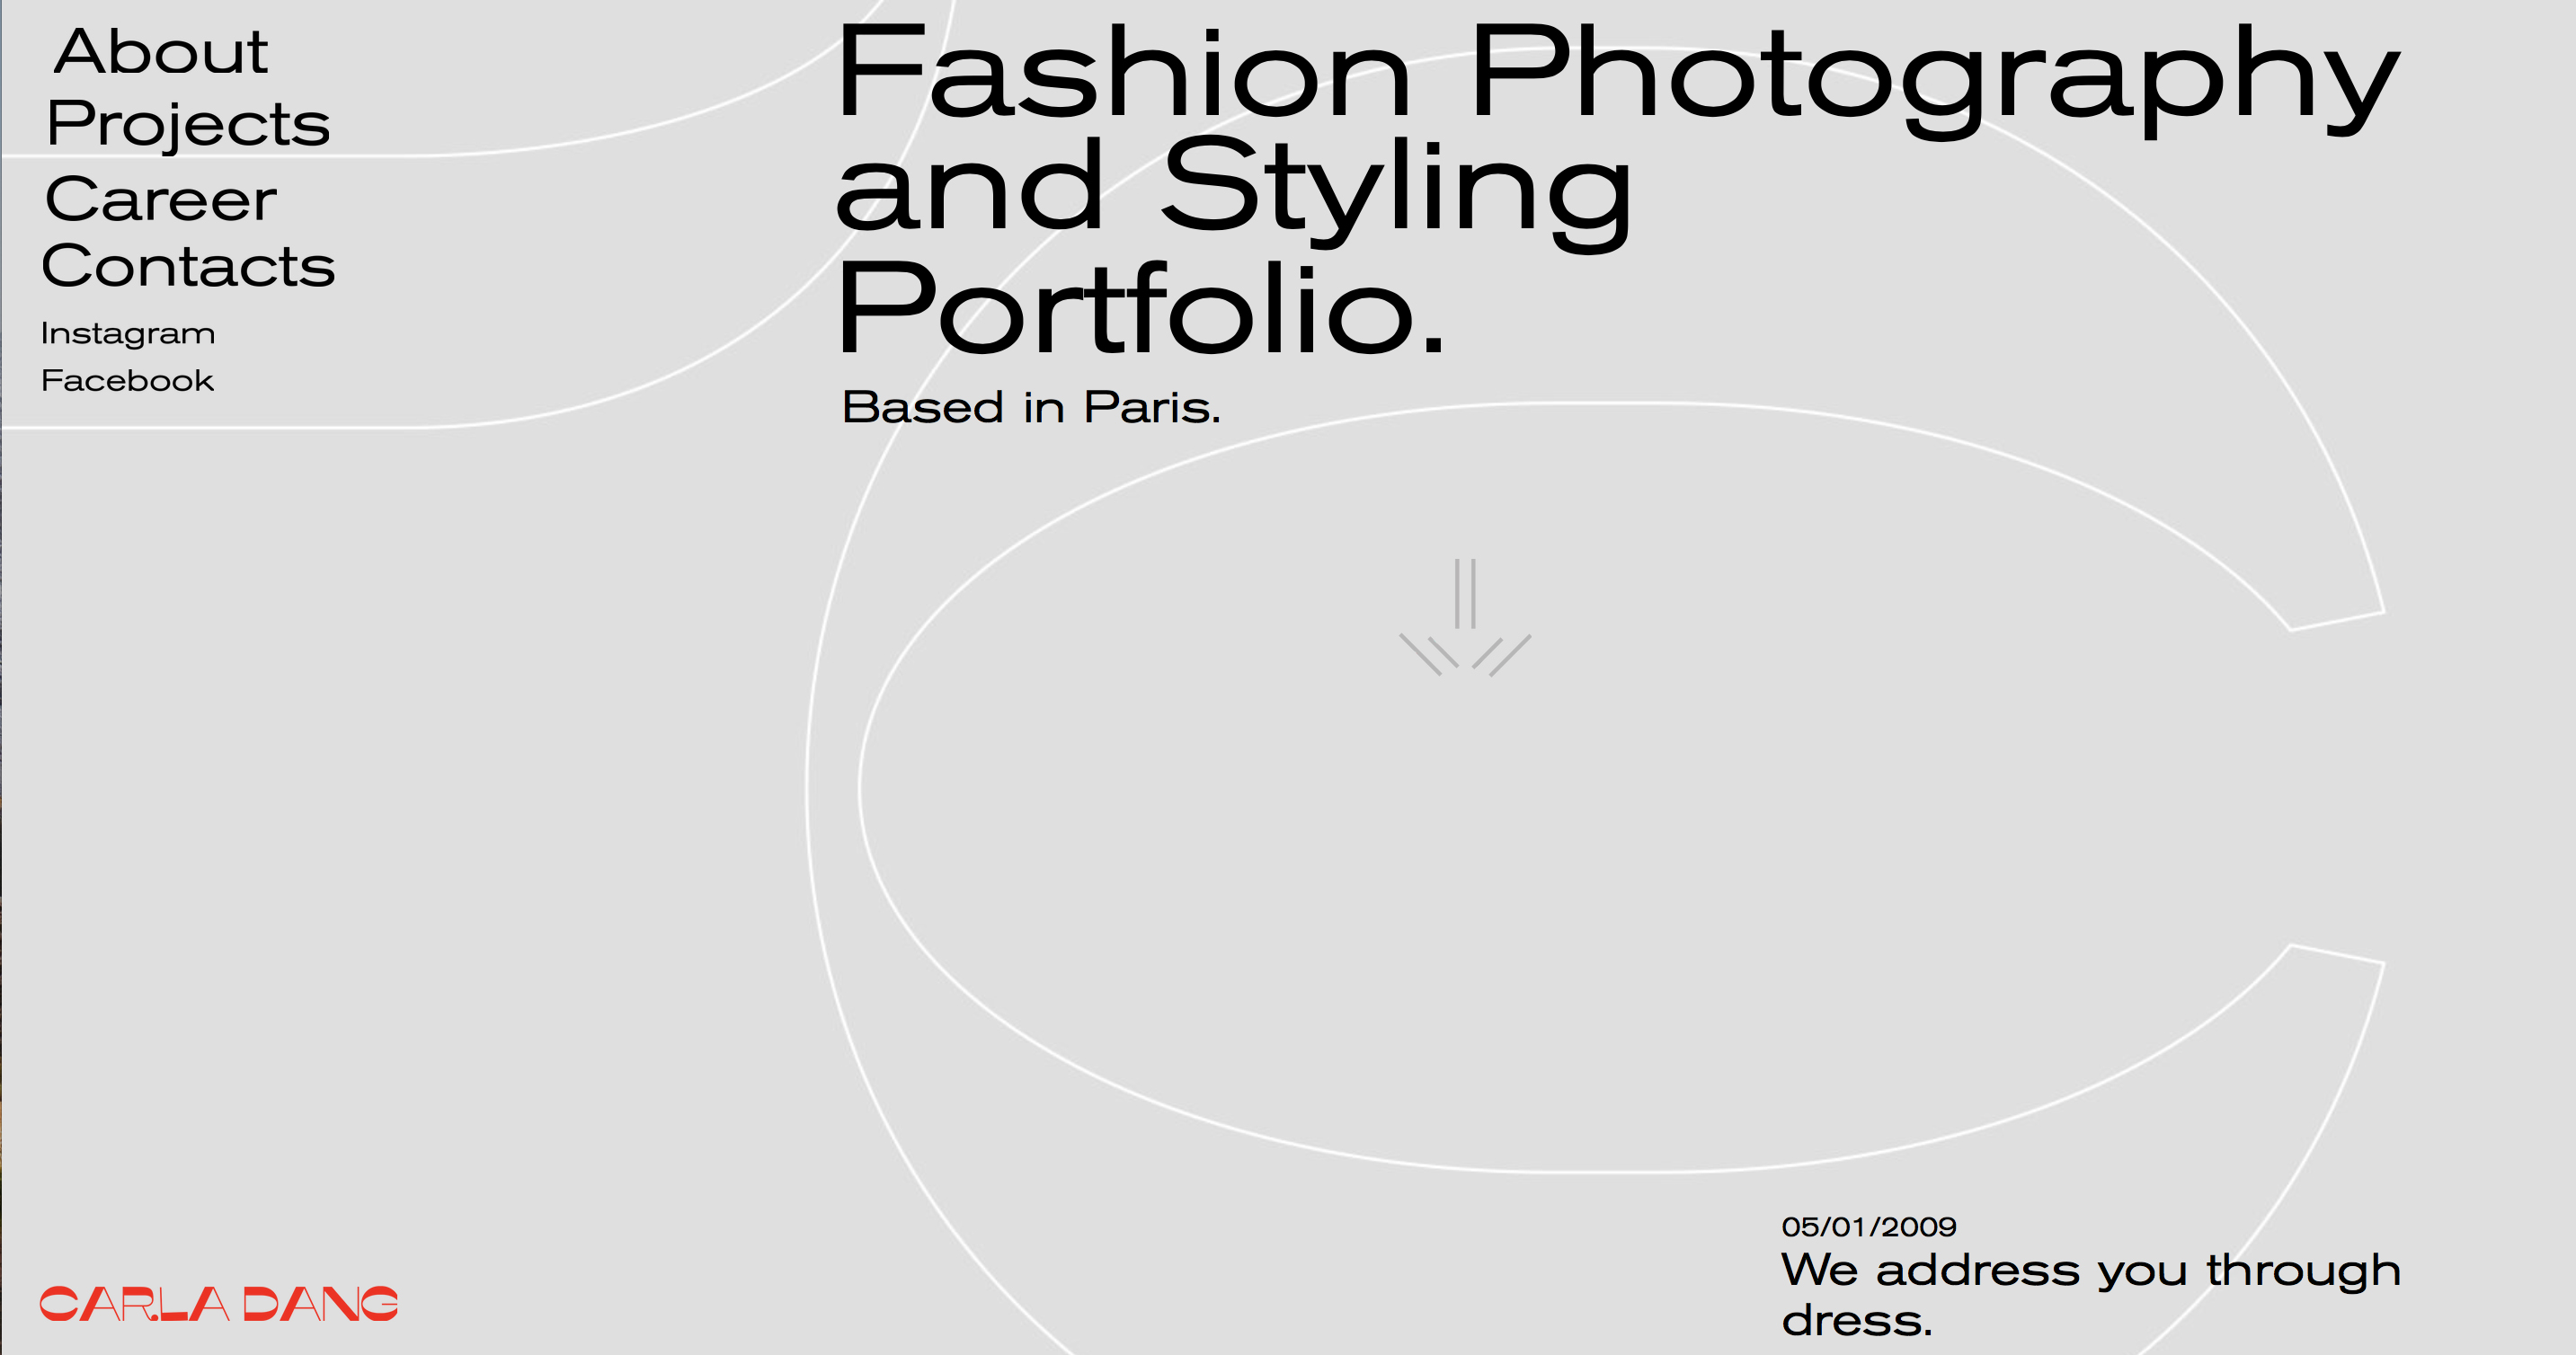 About
Projects
Career
Contacts
Instagram
Facebook
Fashion Photography
and Styling
Portfolio.
Based in Paris.
05/01/2009
We address you through
dress.
CARLA DANG